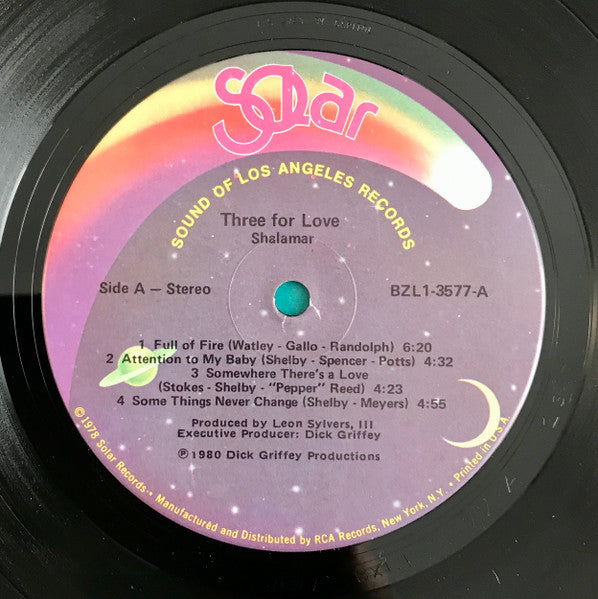 Solar
SOUND OF LOS ANGELES RECORDS
Three for Love
Shalamar
Side A — Stereo
BZL1-3577-A
1 Full of Fire (Watley - Gallo - Randolph) 6:20
2 Attention to My Baby (Shelby - Spencer - Potts) 4:32
3 Somewhere There's a Love
(Stokes - Shelby - "Pepper" Reed) 4:23
4 Some Things Never Change (Shelby - Meyers) 4:55
Produced by Leon Sylvers, III
Executive Producer: Dick Griffey
℗ 1980 Dick Griffey Productions
© 1978 Solar Records • Manufactured and Distributed by RCA Records, New York, N.Y. • Printed in U.S.A.